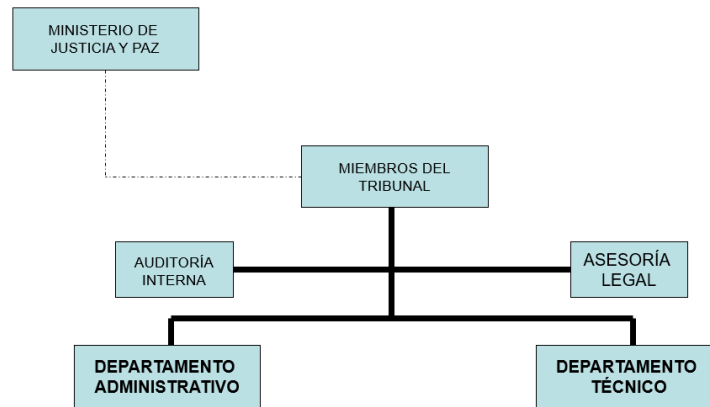 MINISTERIO DE
JUSTICIA Y PAZ
MIEMBROS DEL
TRIBUNAL
AUDITORÍA
INTERNA
ASESORÍA
LEGAL
DEPARTAMENTO
ADMINISTRATIVO
DEPARTAMENTO
TÉCNICO